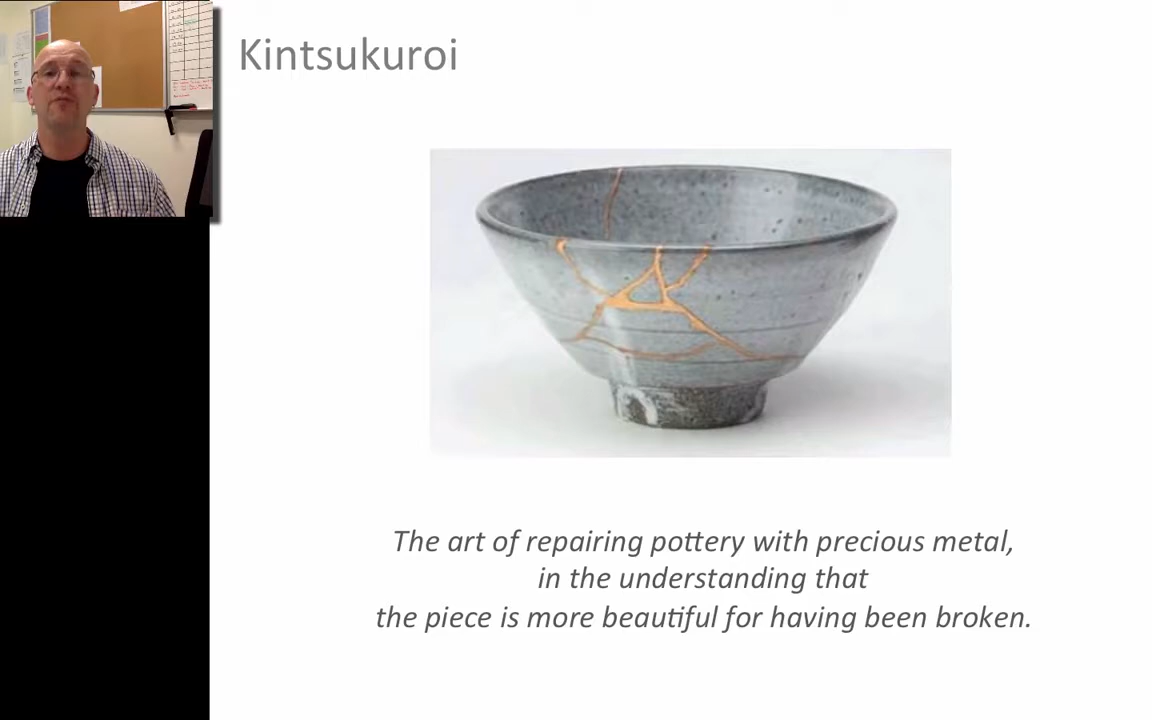 Kintsukuroi
The art of repairing pottery with precious metal,
in the understanding that
the piece is more beautiful for having been broken.